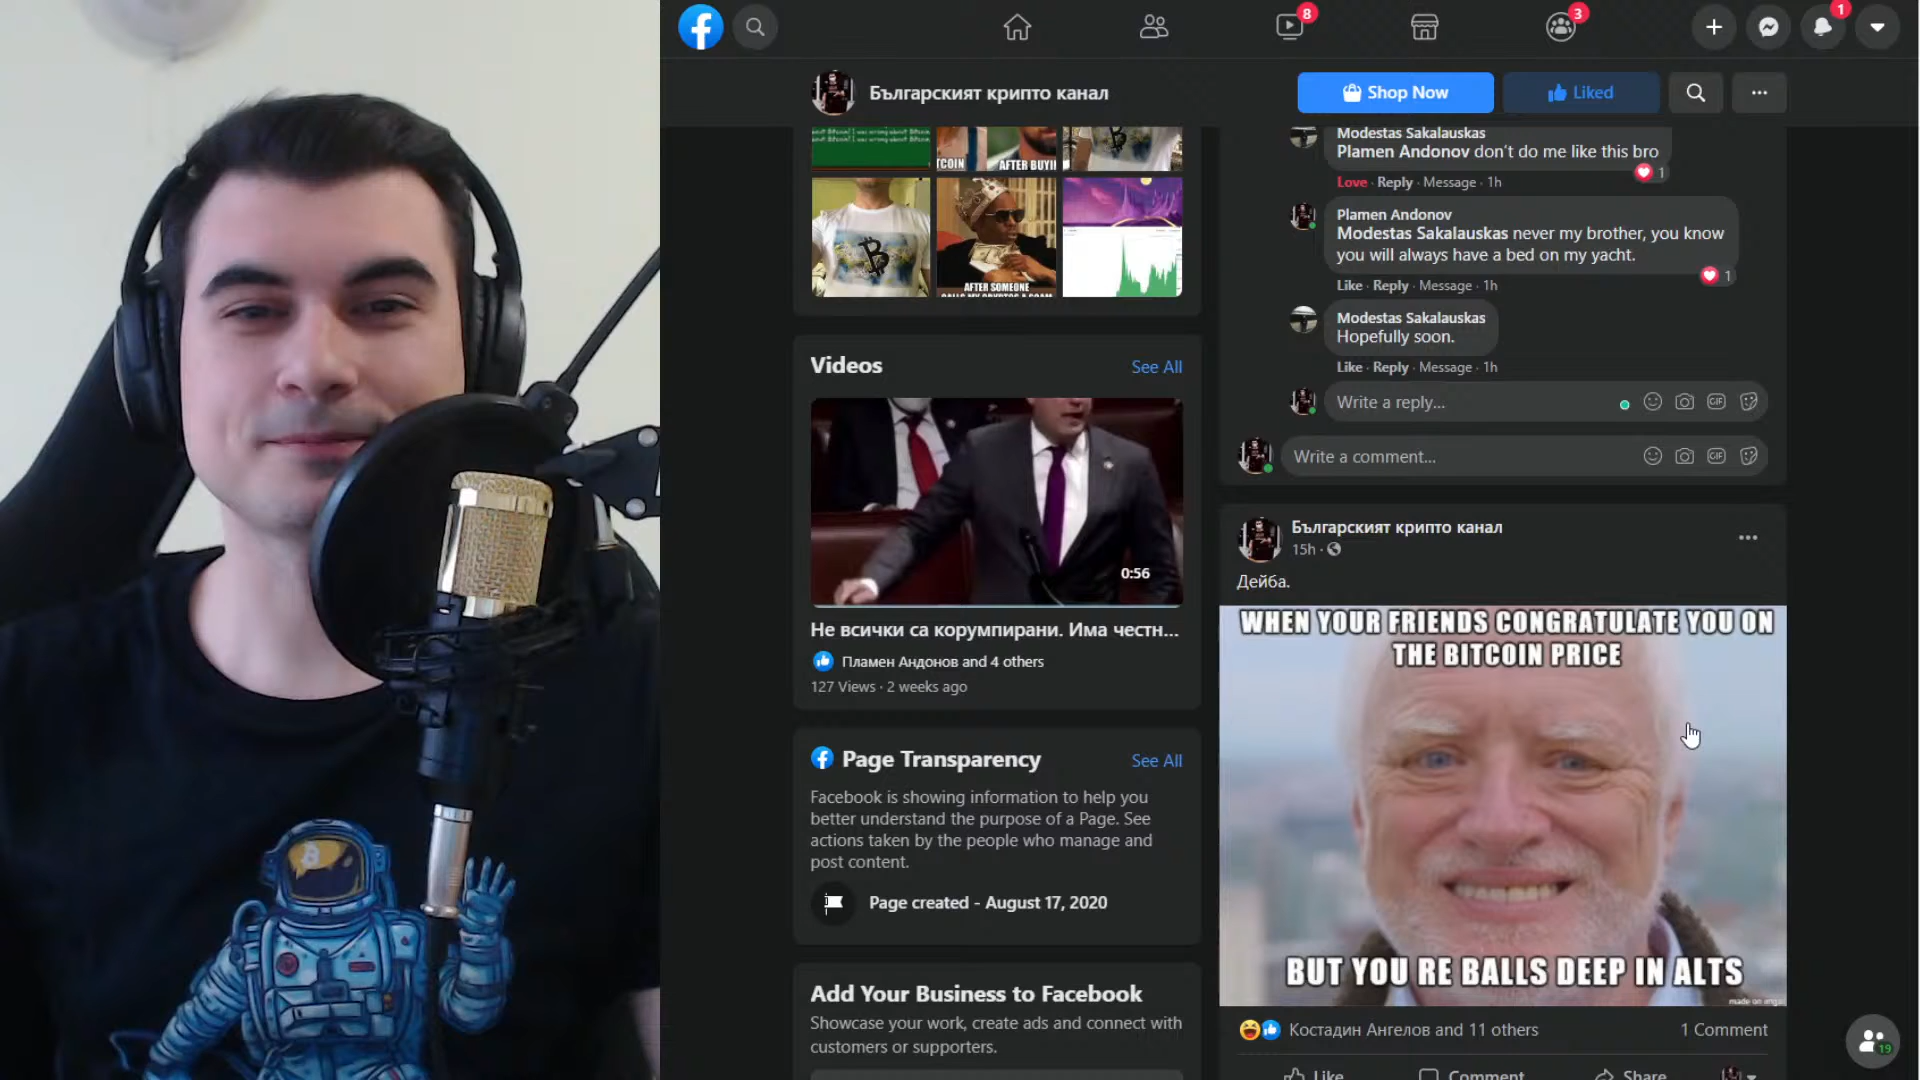 8
3
1
Българският крипто канал
Shop Now
Liked
TCOIN
AFTER BUYI
AFTER SOMEONE
Modestas Sakalauskas
Plamen Andonov don't do me like this bro
1
Love · Reply · Message · 1h
Plamen Andonov
Modestas Sakalauskas never my brother, you know
you will always have a bed on my yacht.
1
Like · Reply · Message · 1h
Modestas Sakalauskas
Hopefully soon.
Like · Reply · Message · 1h
Write a reply...
GIF
Write a comment...
GIF
Videos
See All
0:56
Не всички са корумпирани. Има честн...
Пламен Андонов and 4 others
127 Views · 2 weeks ago
Page Transparency
See All
Facebook is showing information to help you
better understand the purpose of a Page. See
actions taken by the people who manage and
post content.
Page created - August 17, 2020
Add Your Business to Facebook
Showcase your work, create ads and connect with
customers or supporters.
Българският крипто канал
15h ·
Дейба.
WHEN YOUR FRIENDS CONGRATULATE YOU ON
THE BITCOIN PRICE
BUT YOU RE BALLS DEEP IN ALTS
Костадин Ангелов and 11 others
1 Comment
Like
Comment
Share
19